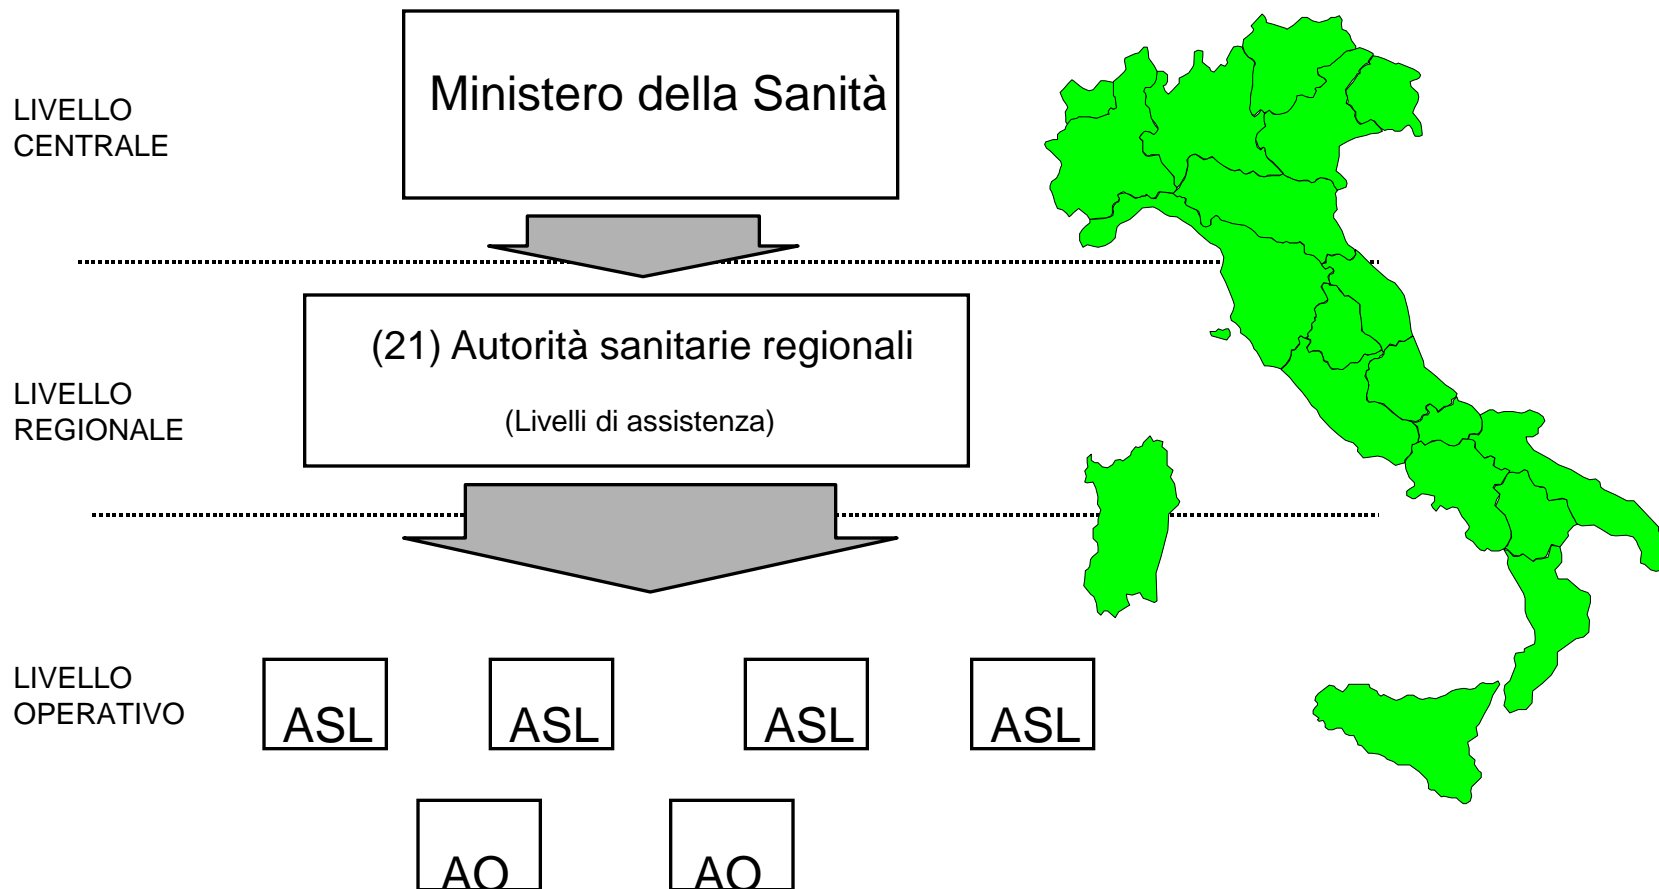 LIVELLO
CENTRALE
Ministero della Sanità
LIVELLO
REGIONALE
(21) Autorità sanitarie regionali
(Livelli di assistenza)
LIVELLO
OPERATIVO
ASL ASL ASL ASL
AO AO